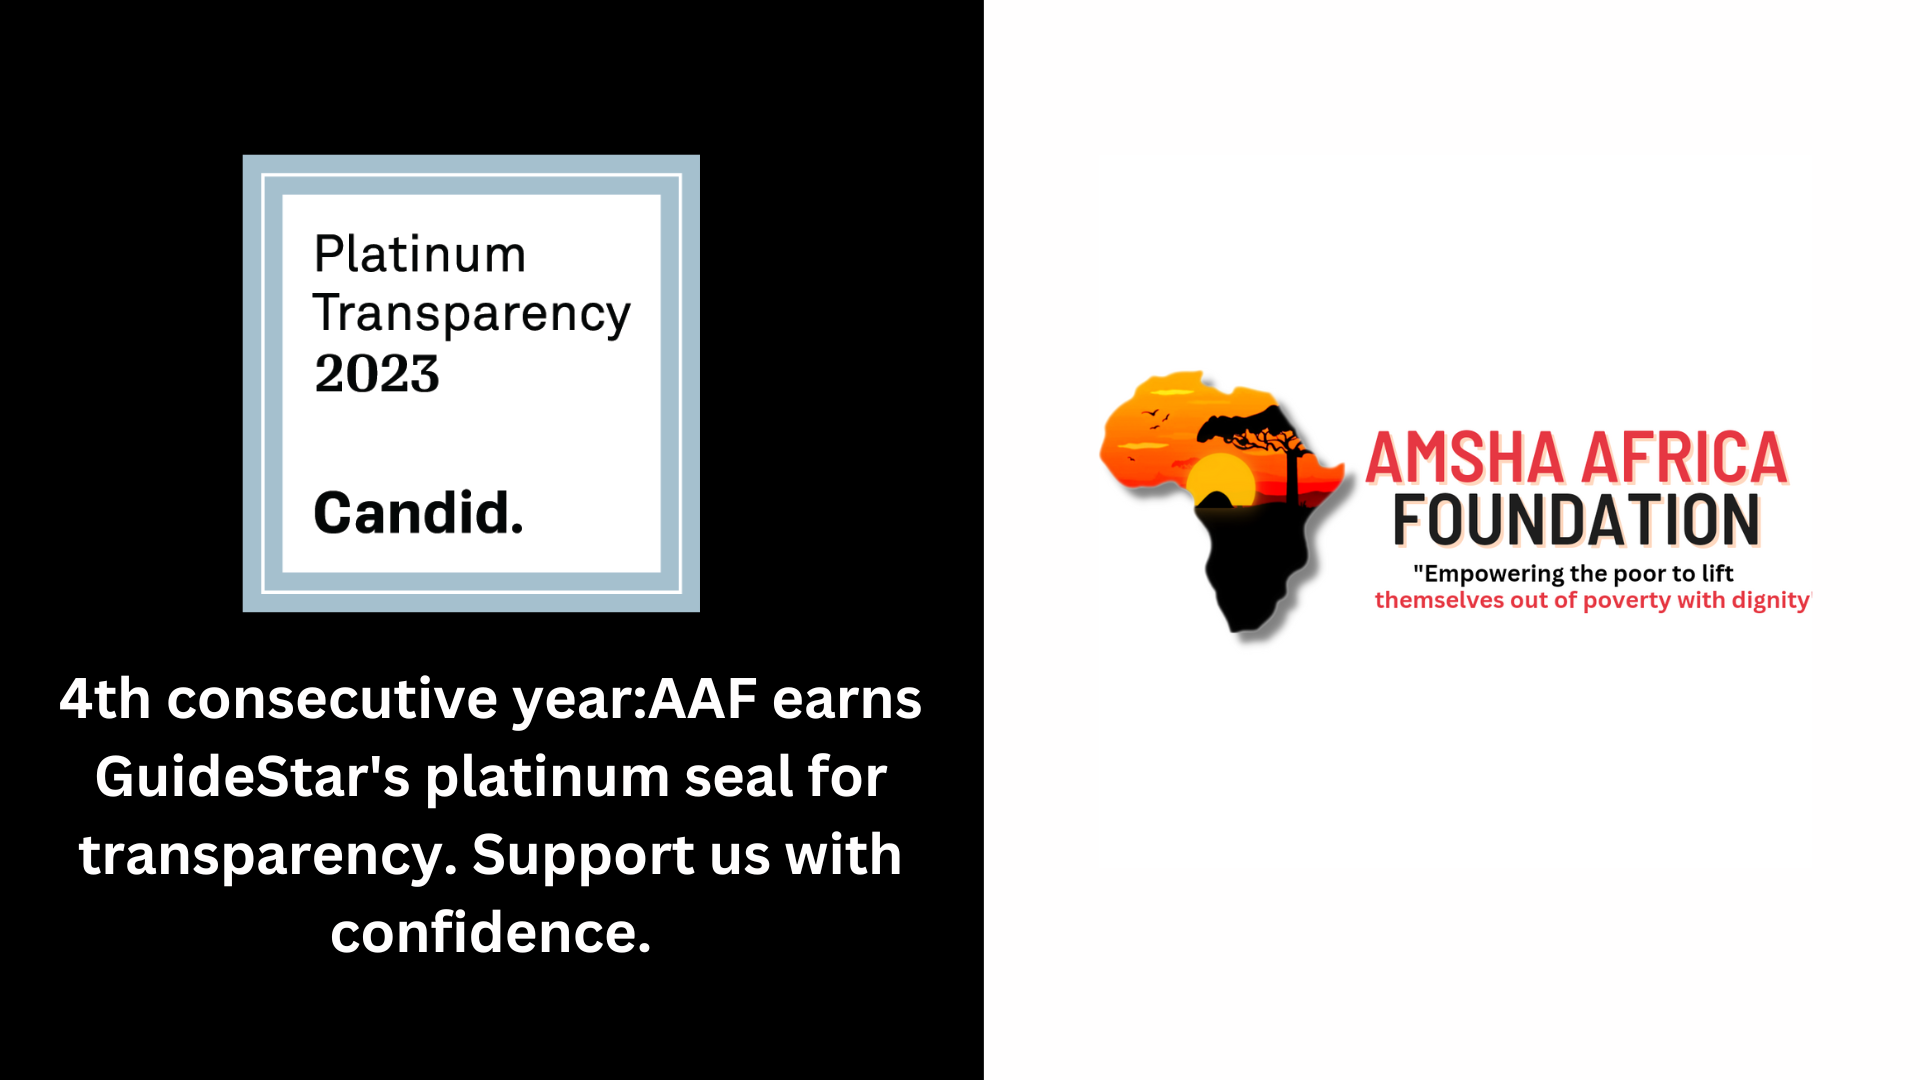 Platinum
Transparency
2023
Candid.
4th consecutive year:AAF earns
GuideStar's platinum seal for
transparency. Support us with
confidence.
AMSHA AFRICA
FOUNDATION
"Empowering the poor to lift
themselves out of poverty with dignity'